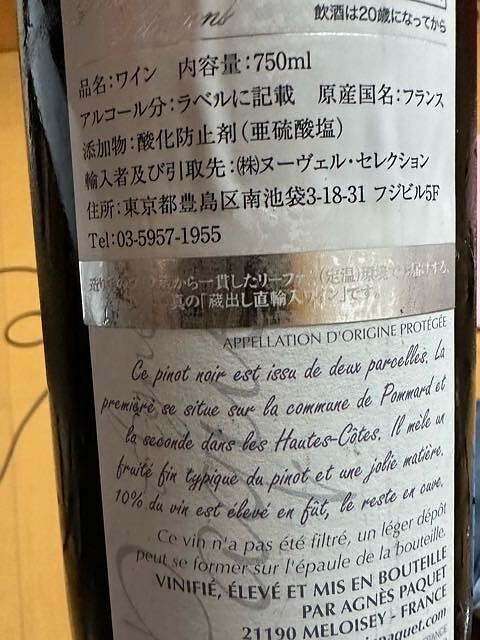 飲酒は20歳になってから
品名:ワイン 内容量:750ml
アルコール分:ラベルに記載 原産国名:フランス
添加物:酸化防止剤(亜硫酸塩)
輸入者及び引取先:(株)ヌーヴェル・セレクション
住所:東京都豊島区南池袋3-18-31 フジビル5F
Tel:03-5957-1955
から一貫したリーファー(定温)環境でお届けする、
真の「蔵出し直輸入ワイン」です。
APPELLATION D'ORIGINE PROTÉGÉE
Ce pinot noir est issu de deux parcelles. La
première se situe sur la commune de Pommard et
la seconde dans les Hautes-Côtes. Il mêle un
fruité fin typique du pinot et une jolie matière.
10% du vin est élevé en fût, le reste en cuve.
Ce vin n'a pas été filtré, un léger dépôt
peut se former sur l'épaule de la bouteille.
VINIFIÉ, ÉLEVÉ ET MIS EN BOUTEILLE
PAR AGNÈS PAQUET
21190 MELOISEY - FRANCE
paquet.com